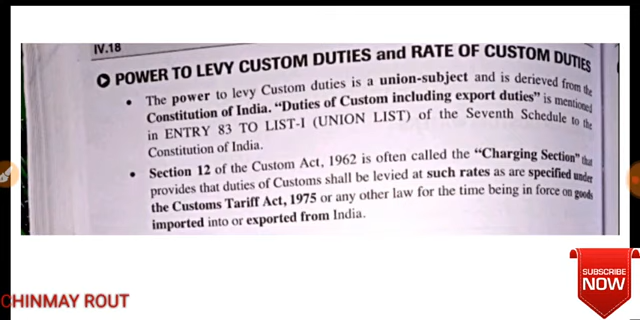 IV.18
POWER TO LEVY CUSTOM DUTIES and RATE OF CUSTOM DUTIES
• The power to levy Custom duties is a union-subject and is derieved from the
Constitution of India. “Duties of Custom including export duties” is mentioned
in ENTRY 83 TO LIST-I (UNION LIST) of the Seventh Schedule to the
Constitution of India.
• Section 12 of the Custom Act, 1962 is often called the “Charging Section” that
provides that duties of Customs shall be levied at such rates as are specified under
the Customs Tariff Act, 1975 or any other law for the time being in force on goods
imported into or exported from India.
CHINMAY ROUT
SUBSCRIBE
NOW